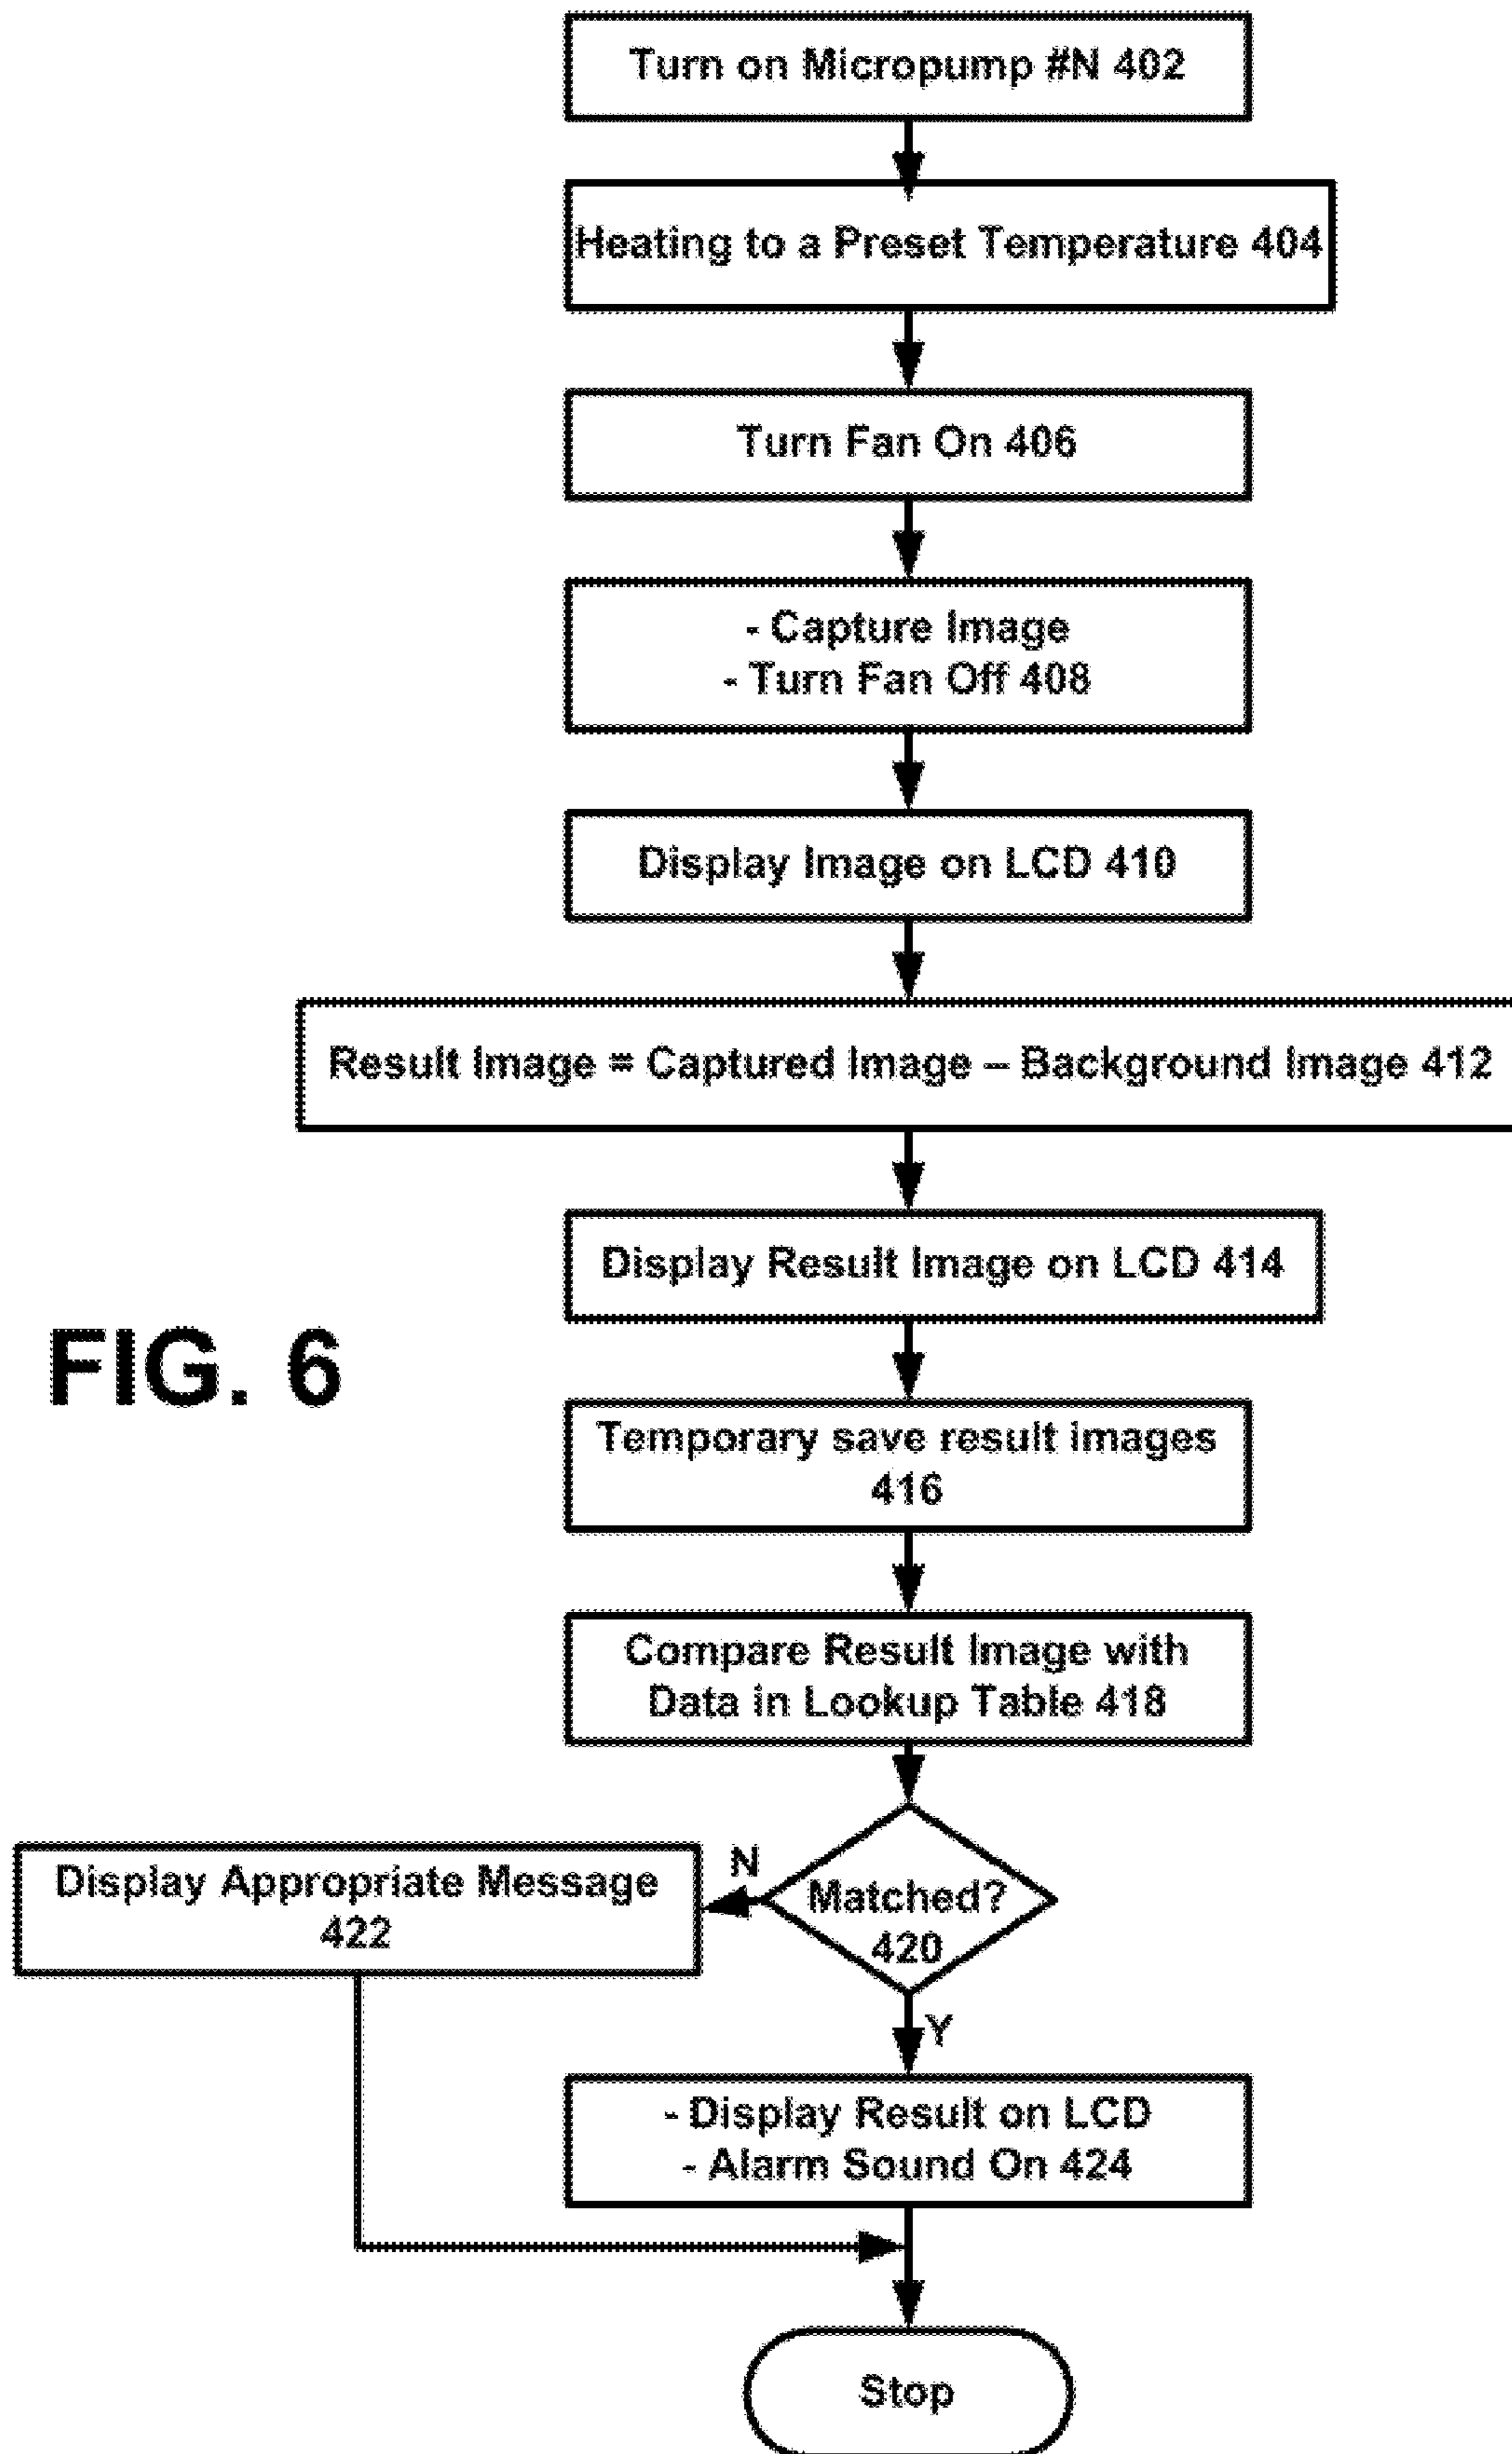 Turn on Micropump #N 402
Heating to a Preset Temperature 404
Turn Fan On 406
- Capture Image
- Turn Fan Off 408
Display Image on LCD 410
Result Image = Captured Image – Background Image 412
Display Result Image on LCD 414
FIG. 6
Temporary save result images
416
Compare Result Image with
Data in Lookup Table 418
Matched?
420
N
Display Appropriate Message
422
Y
- Display Result on LCD
- Alarm Sound On 424
Stop